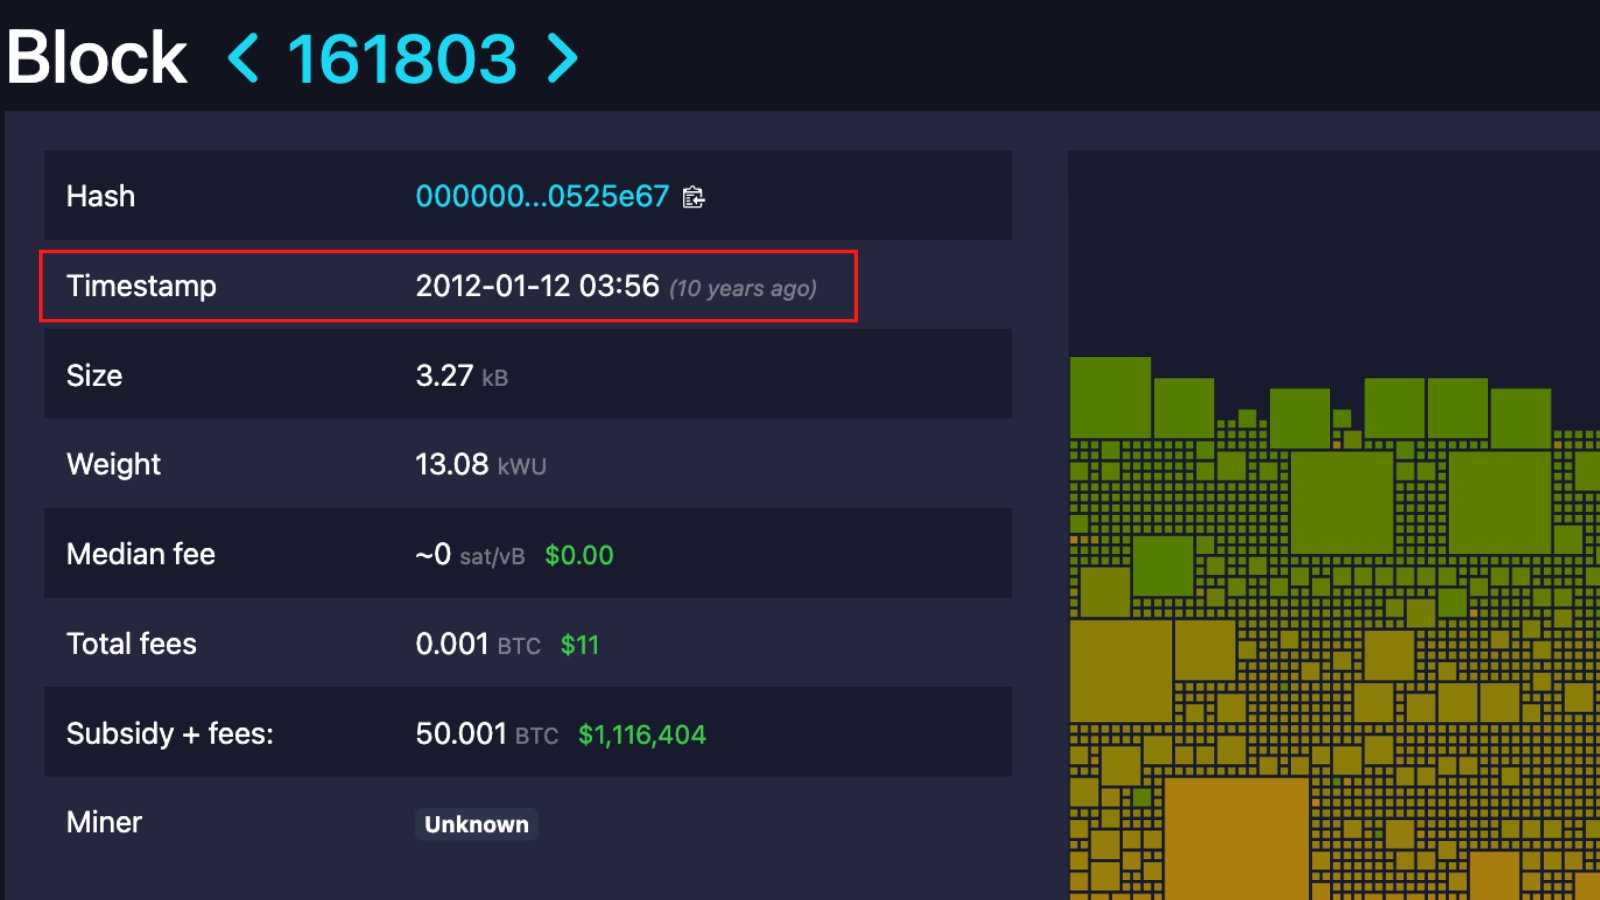 Block < 161803 >
Hash 000000...0525e67
Timestamp 2012-01-12 03:56 (10 years ago)
Size 3.27 kB
Weight 13.08 kWU
Median fee ~0 sat/vB $0.00
Total fees 0.001 BTC $11
Subsidy + fees: 50.001 BTC $1,116,404
Miner Unknown